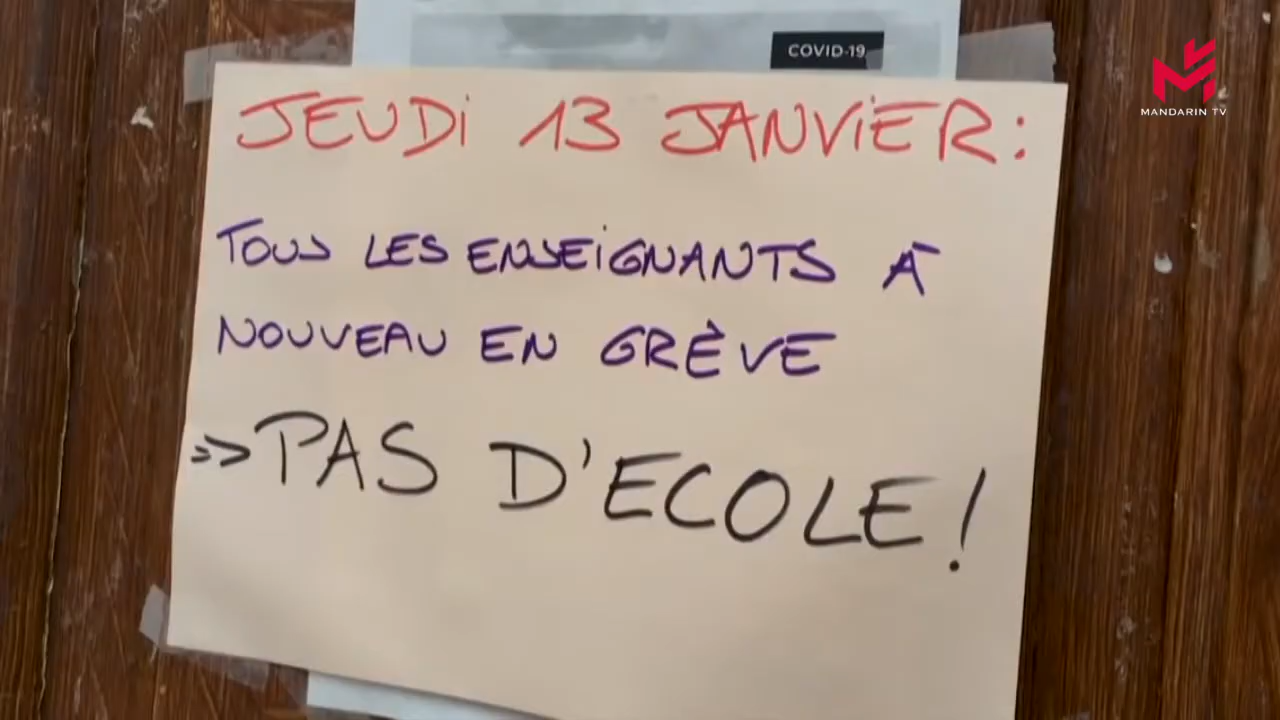 COVID-19
MANDARIN TV
JEUDi 13 JANViER :
TOUS LES ENSEiGNANTS À
NOUVEAU EN GRÈVE
>> PAS D'ECOLE !